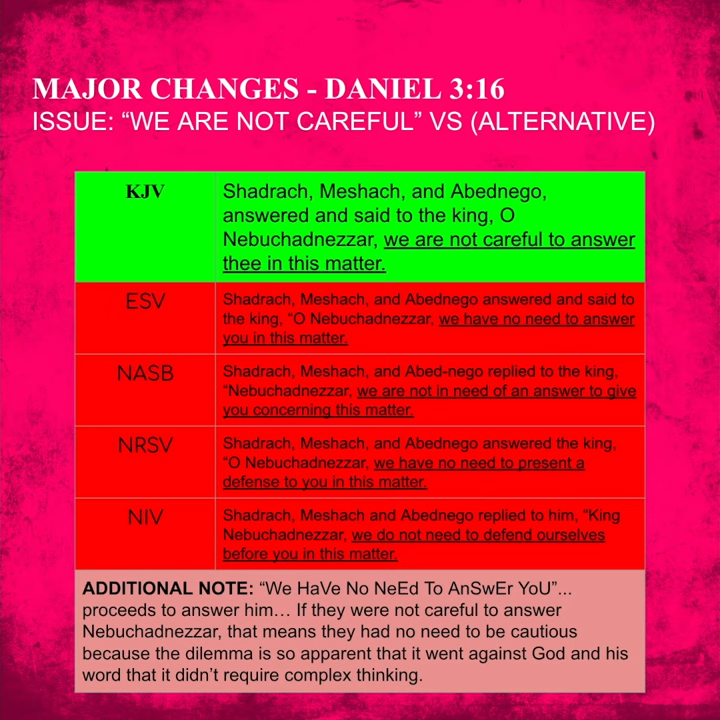 MAJOR CHANGES - DANIEL 3:16
ISSUE: “WE ARE NOT CAREFUL” VS (ALTERNATIVE)
KJV
Shadrach, Meshach, and Abednego,
answered and said to the king, O
Nebuchadnezzar, we are not careful to answer
thee in this matter.
ESV
Shadrach, Meshach, and Abednego answered and said to
the king, “O Nebuchadnezzar, we have no need to answer
you in this matter.
NASB
Shadrach, Meshach, and Abed-nego replied to the king,
“Nebuchadnezzar, we are not in need of an answer to give
you concerning this matter.
NRSV
Shadrach, Meshach, and Abednego answered the king,
“O Nebuchadnezzar, we have no need to present a
defense to you in this matter.
NIV
Shadrach, Meshach and Abednego replied to him, “King
Nebuchadnezzar, we do not need to defend ourselves
before you in this matter.
ADDITIONAL NOTE: “We HaVe No NeEd To AnSwEr YoU”...
proceeds to answer him… If they were not careful to answer
Nebuchadnezzar, that means they had no need to be cautious
because the dilemma is so apparent that it went against God and his
word that it didn’t require complex thinking.